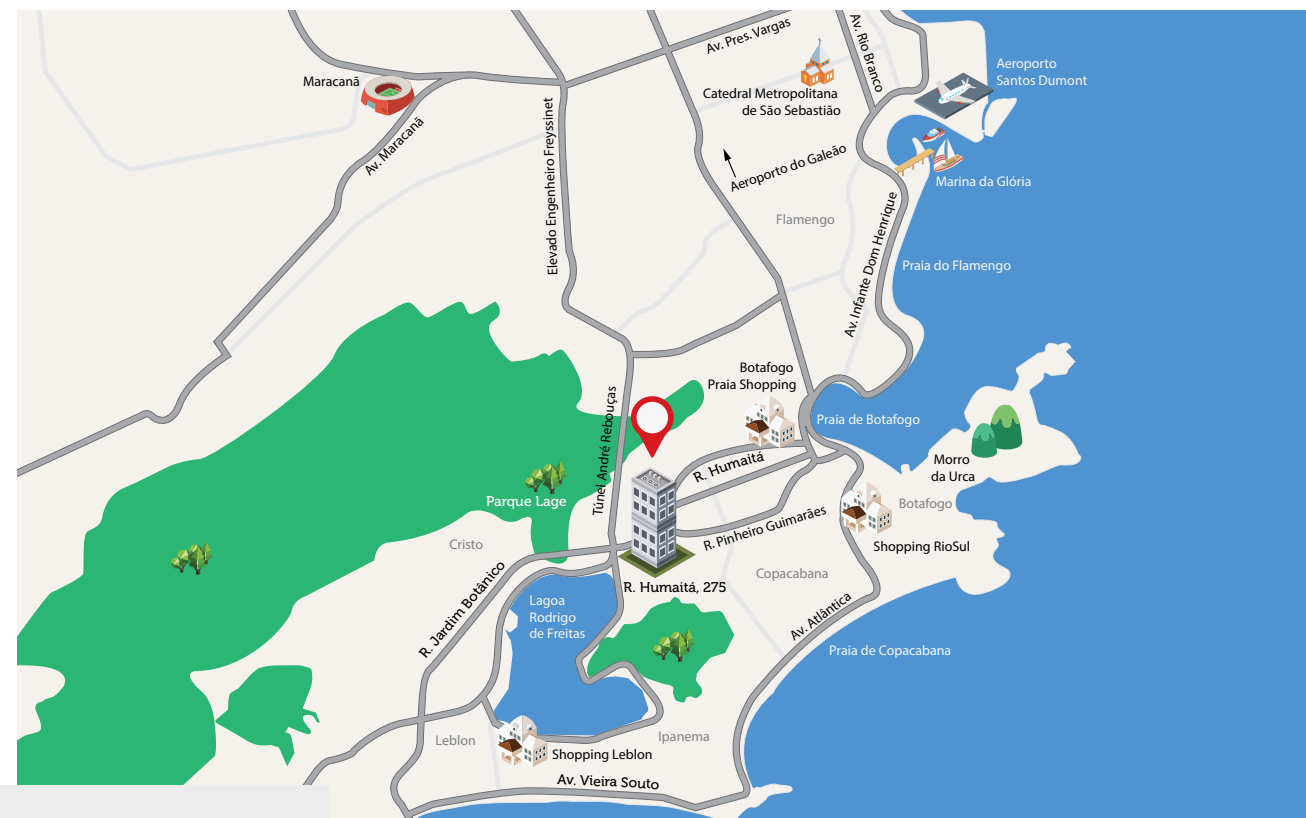 Av. Pres. Vargas
Av. Rio Branco
Aeroporto
Santos Dumont
Maracanã
Catedral Metropolitana
de São Sebastião
Av. Maracanã
Elevado Engenheiro Freyssinet
Aeroporto do Galeão
Marina da Glória
Flamengo
Av. Infante Dom Henrique
Praia do Flamengo
Botafogo
Praia Shopping
Túnel André Rebouças
Praia de Botafogo
R. Humaitá
Morro
da Urca
Parque Lage
Botafogo
R. Pinheiro Guimarães
Cristo
Shopping RioSul
Copacabana
R. Humaitá, 275
R. Jardim Botânico
Lagoa
Rodrigo
de Freitas
Av. Atlântica
Praia de Copacabana
Leblon
Ipanema
Shopping Leblon
Av. Vieira Souto